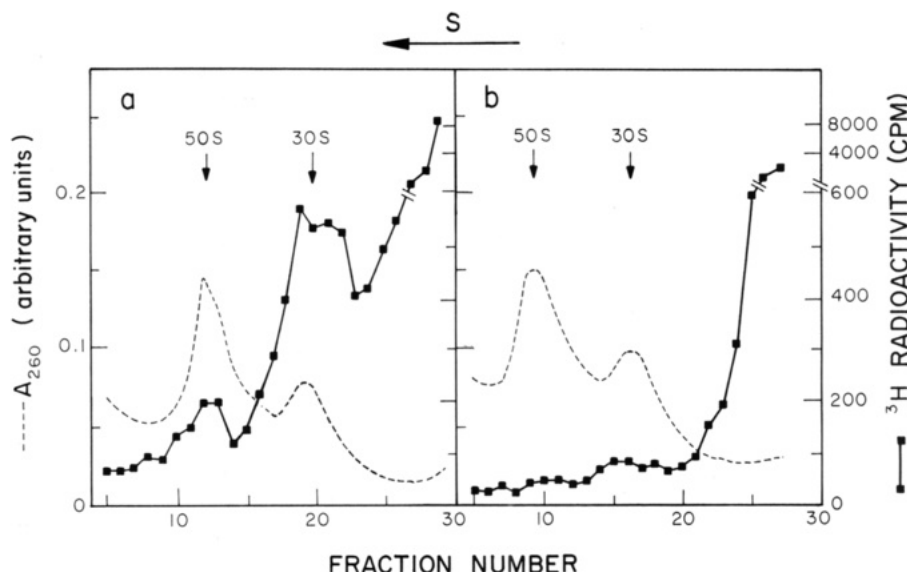 S
a
b
50S
30S
50S
30S
8000
4000
600
400
200
0
0.2
0.1
0
10
20
30
10
20
30
---A260 (arbitrary units)
3H RADIOACTIVITY (CPM)
FRACTION NUMBER